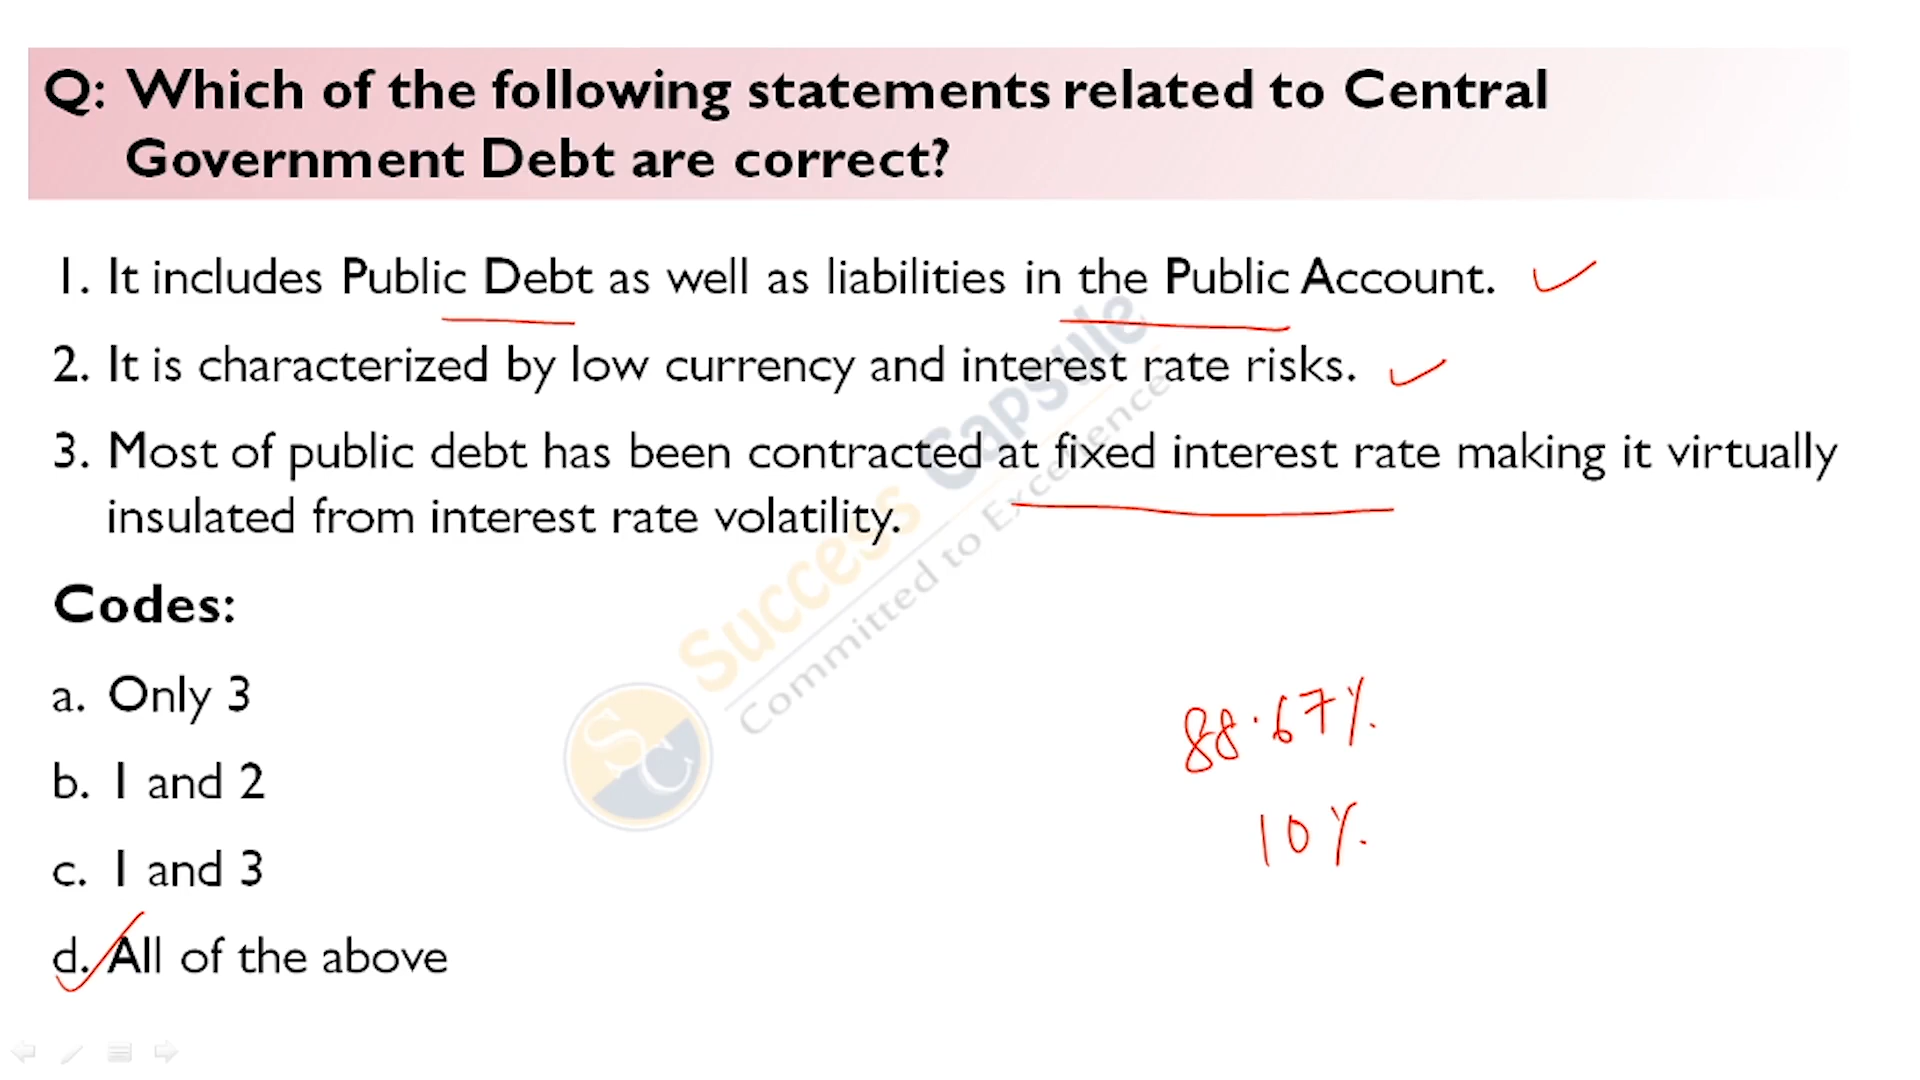 Q: Which of the following statements related to Central
Government Debt are correct?
1. It includes Public Debt as well as liabilities in the Public Account.
2. It is characterized by low currency and interest rate risks.
3. Most of public debt has been contracted at fixed interest rate making it virtually
insulated from interest rate volatility.
Codes:
a. Only 3
b. 1 and 2
c. 1 and 3
d. All of the above
88.67%
10%
Success Capsule
Committed to Excellence
SC